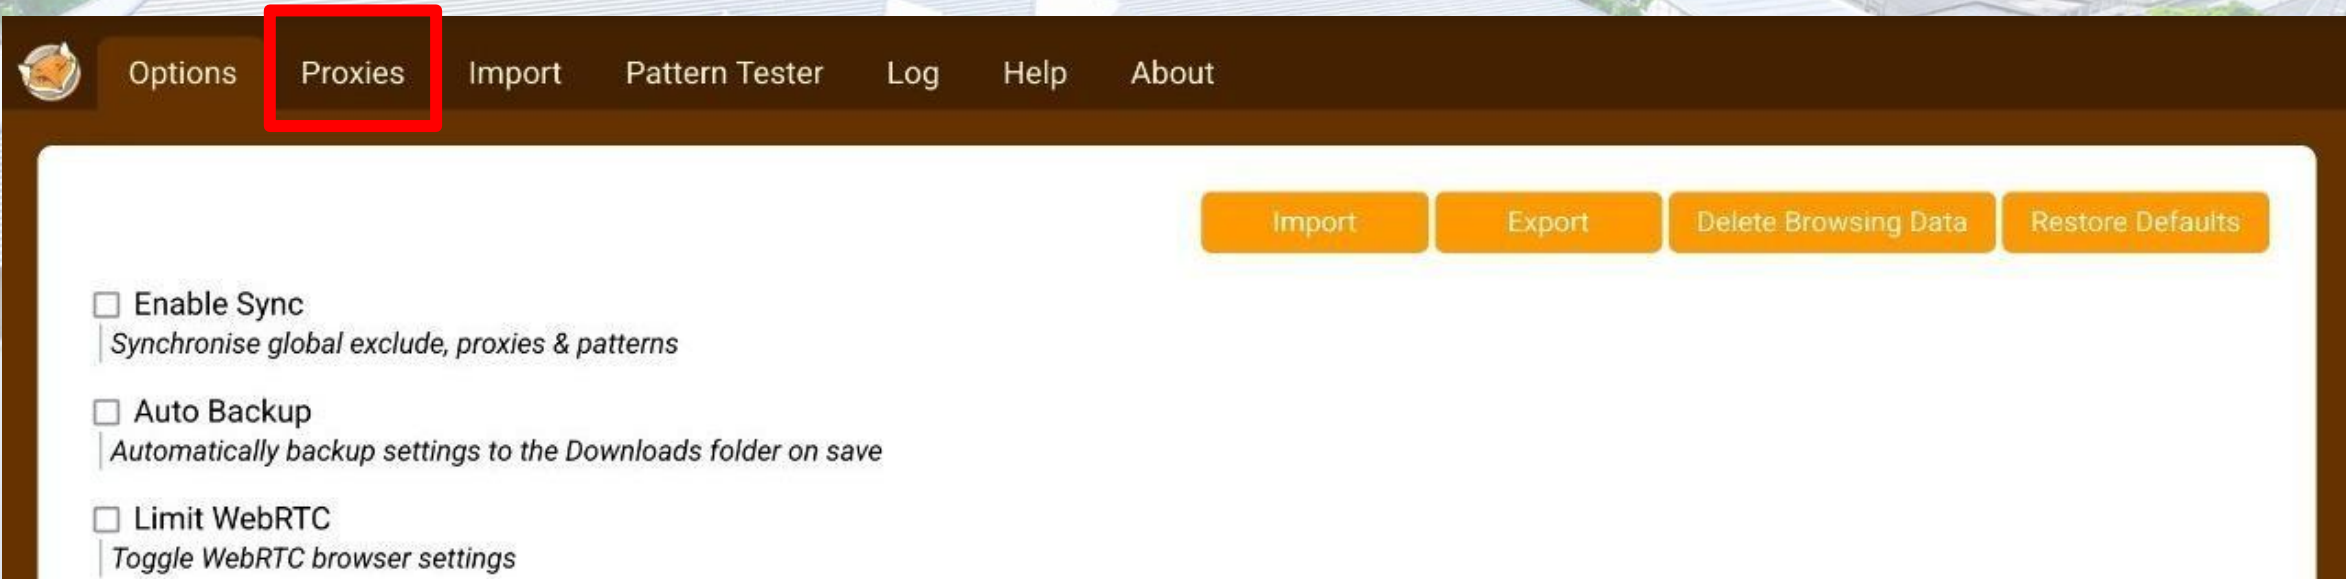 Options Proxies Import Pattern Tester Log Help About
Import Export Delete Browsing Data Restore Defaults
Enable Sync
Synchronise global exclude, proxies & patterns
Auto Backup
Automatically backup settings to the Downloads folder on save
Limit WebRTC
Toggle WebRTC browser settings